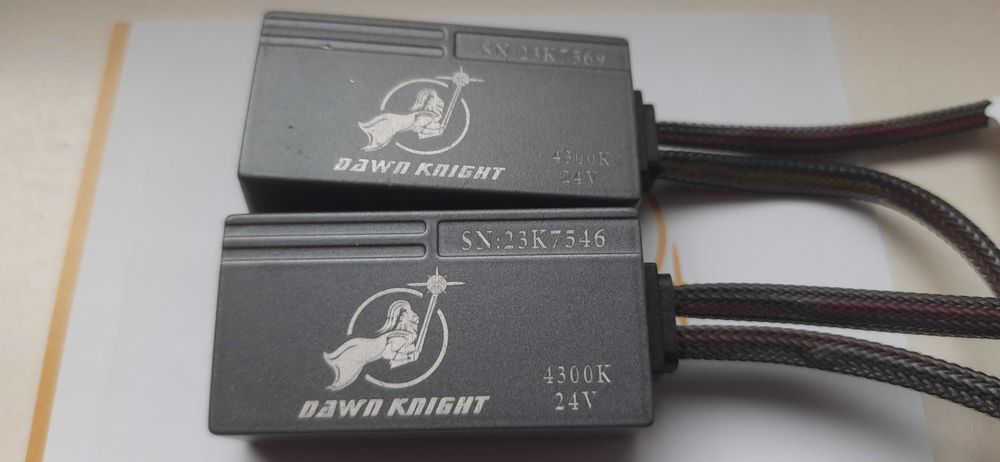 SN:23K7569
DAWN KNIGHT
4300K
24V
SN:23K7546
DAWN KNIGHT
4300K
24V